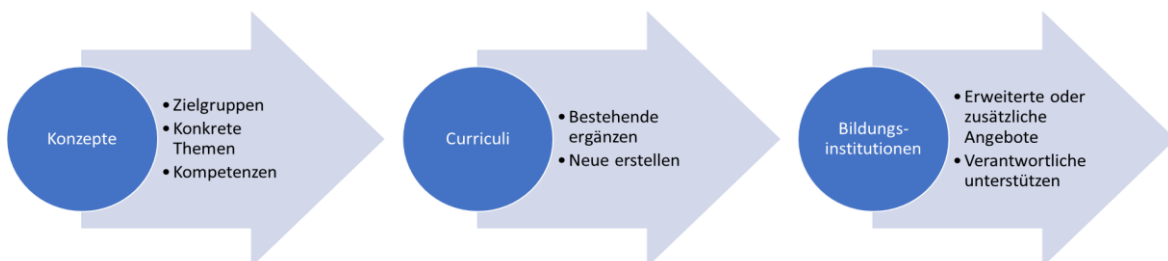 Konzepte
• Zielgruppen
• Konkrete
Themen
• Kompetenzen
Curriculi
• Bestehende
ergänzen
• Neue erstellen
Bildungs-
institutionen
• Erweiterte oder
zusätzliche
Angebote
• Verantwortliche
unterstützen